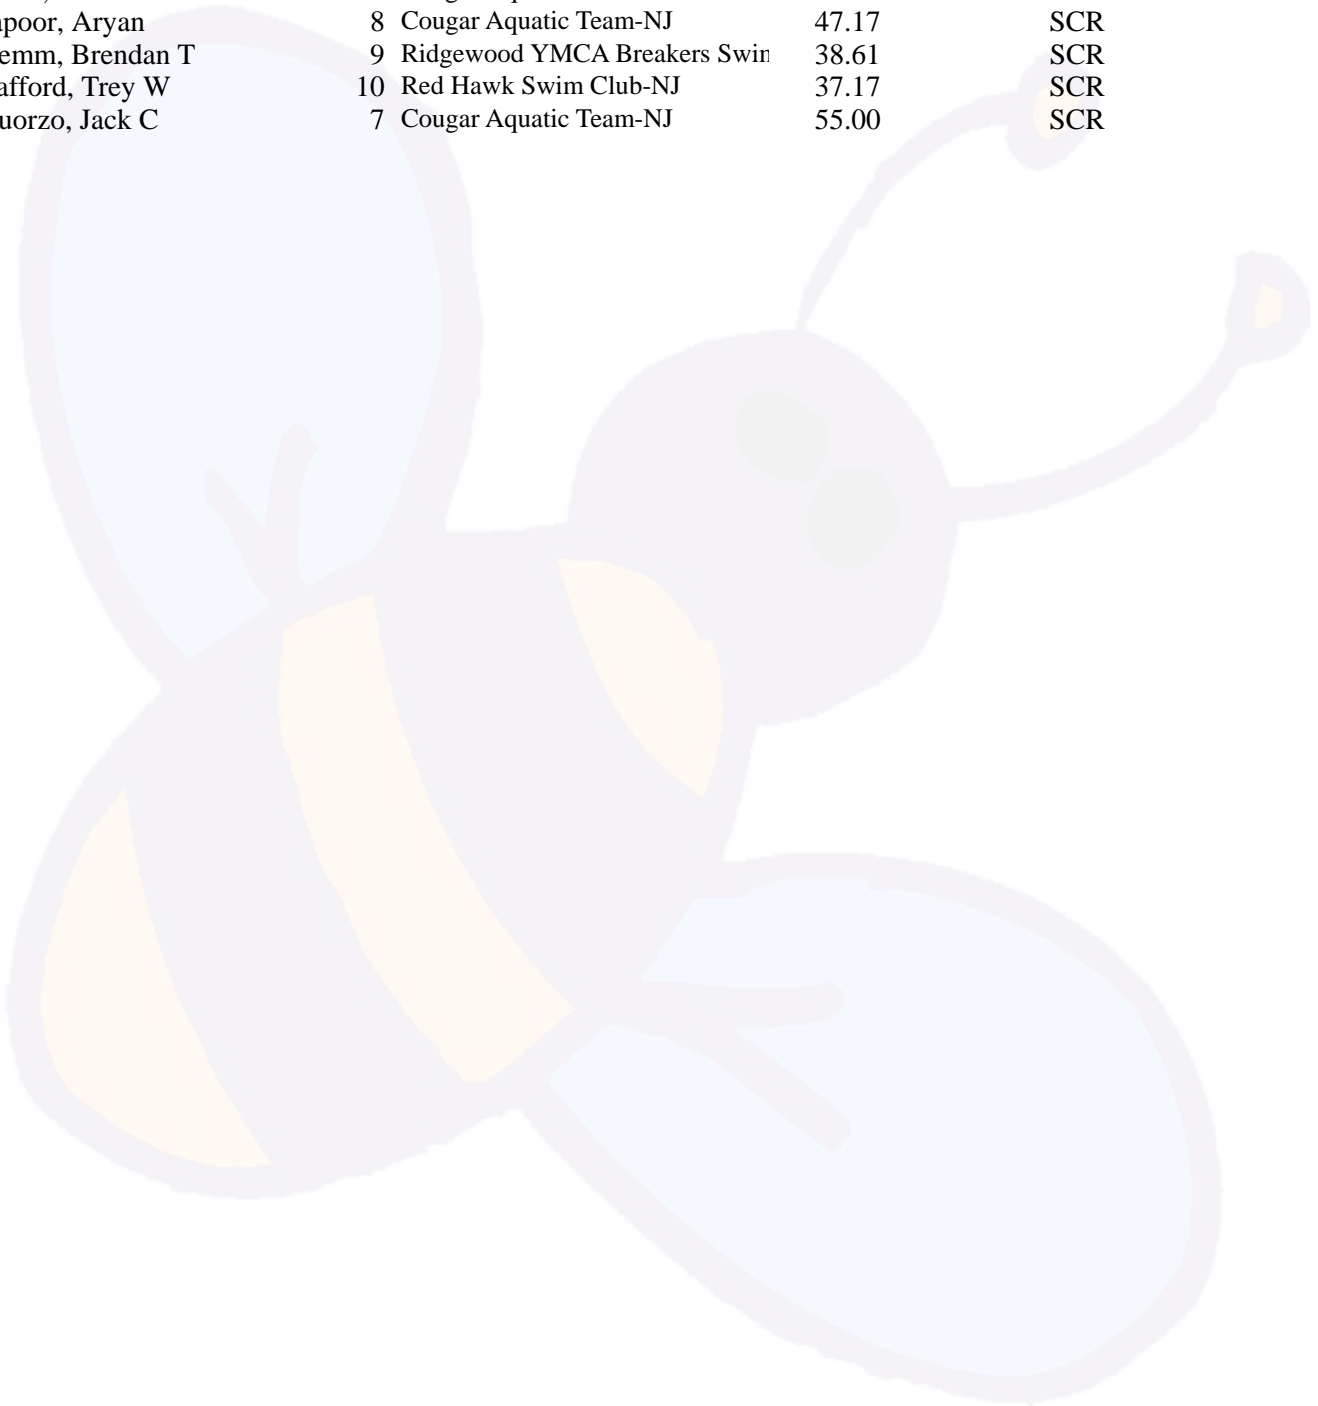 apoor, Aryan 8 Cougar Aquatic Team-NJ 47.17 SCR
emm, Brendan T 9 Ridgewood YMCA Breakers Swin 38.61 SCR
afford, Trey W 10 Red Hawk Swim Club-NJ 37.17 SCR
uorzo, Jack C 7 Cougar Aquatic Team-NJ 55.00 SCR